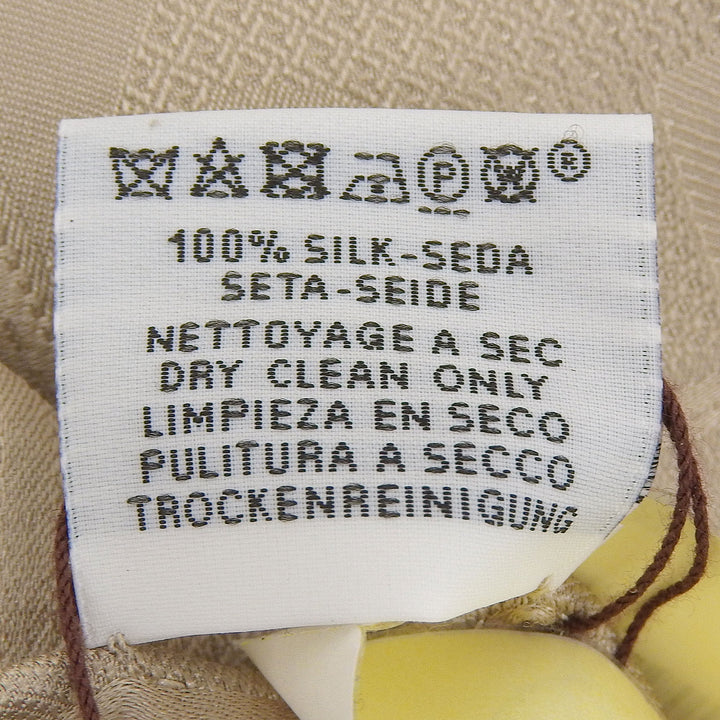 P W ®
100% SILK-SEDA
SETA-SEIDE
NETTOYAGE A SEC
DRY CLEAN ONLY
LIMPIEZA EN SECO
PULITURA A SECCO
TROCKENREINIGUNG